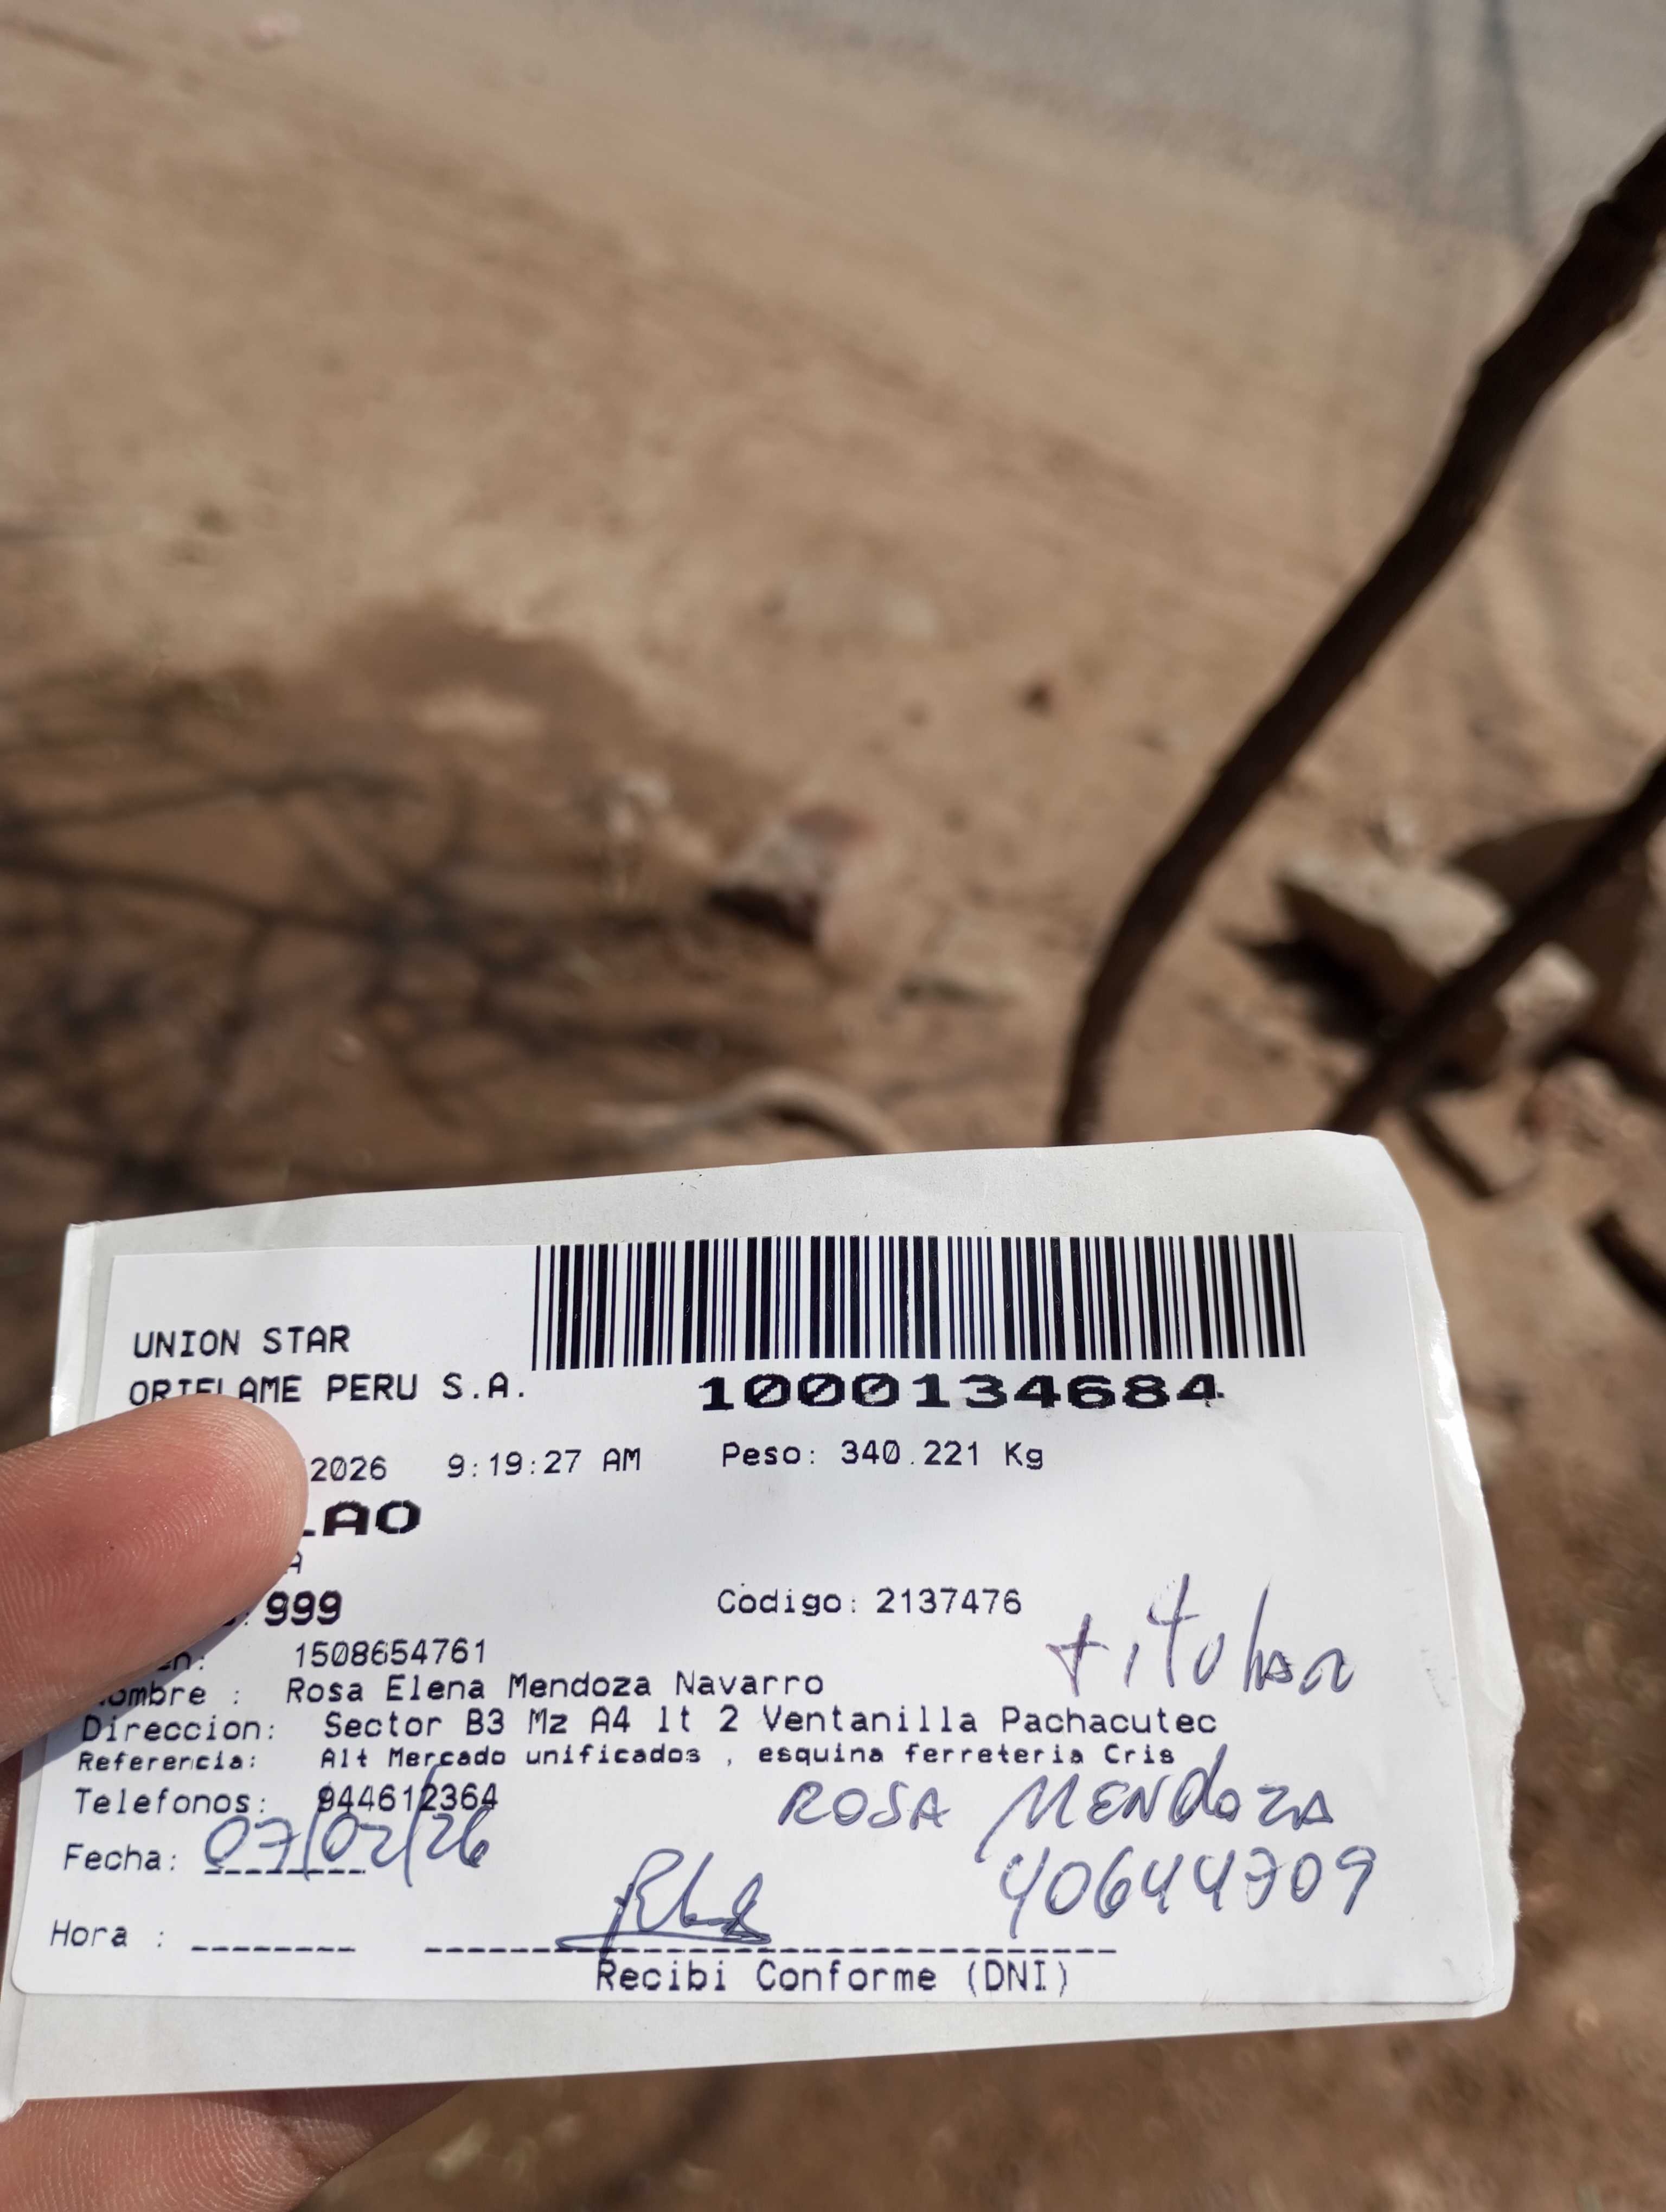 UNION STAR
ORIFLAME PERU S.A.
1000134684
2026 9:19:27 AM Peso: 340.221 Kg
LAO
A
999 Codigo: 2137476
titular
1508654761
Nombre : Rosa Elena Mendoza Navarro
Direccion: Sector B3 Mz A4 lt 2 Ventanilla Pachacutec
Referencia: Alt Mercado unificados , esquina ferreteria Cris
Telefonos: 944612364
ROSA MENDOZA
Fecha: 07/02/26
40644709
Hora : --------
Recibi Conforme (DNI)